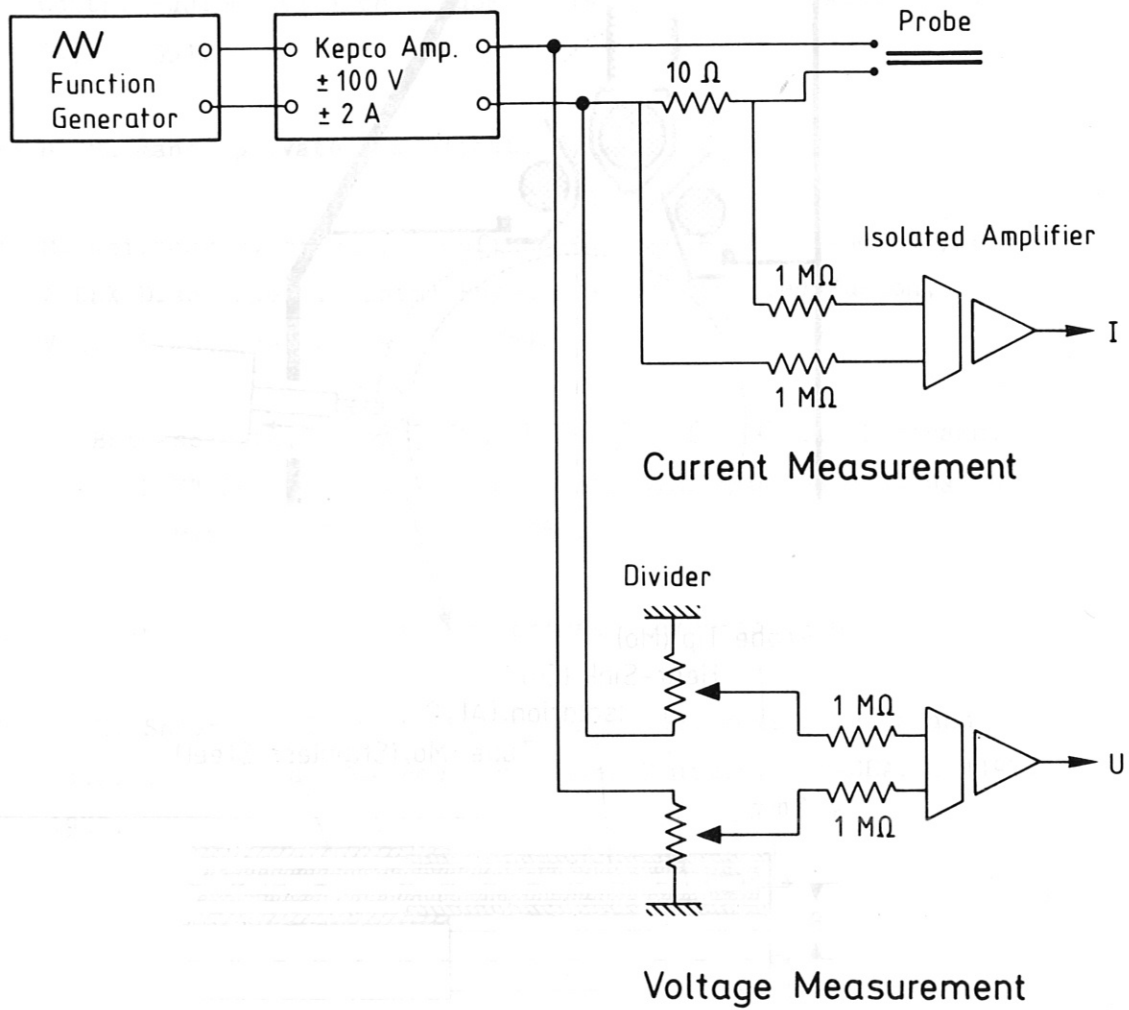 Function
Generator
Kepco Amp.
± 100 V
± 2 A
Probe
10 Ω
Isolated Amplifier
1 MΩ
1 MΩ
I
Current Measurement
Divider
1 MΩ
1 MΩ
U
Voltage Measurement